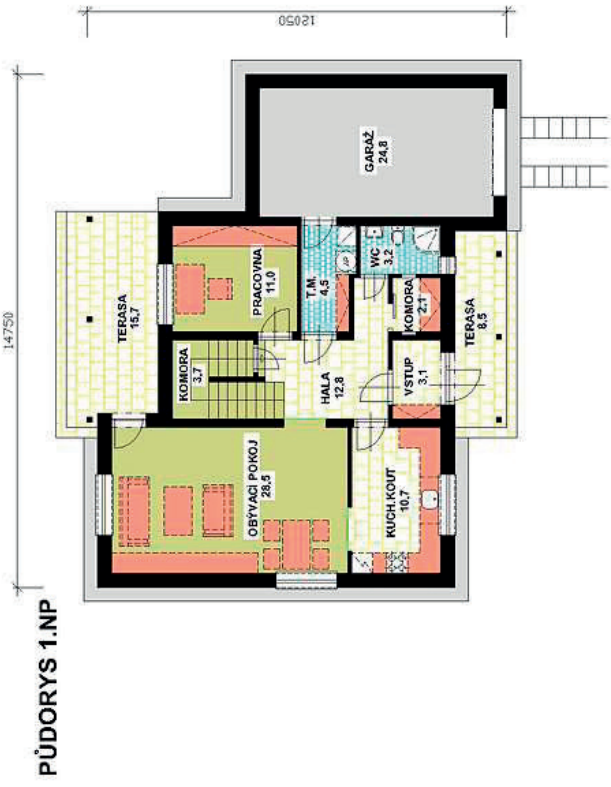 PŮDORYS 1.NP
14750
12050
TERASA
15,7
OBÝVACÍ POKOJ
28,5
KOMORA
3,7
PRACOVNA
11,0
T.M.
4,5
HALA
12,8
GARÁŽ
24,8
WC
3,2
KOMORA
2,1
KUCH.KOUT
10,7
VSTUP
3,1
TERASA
8,5